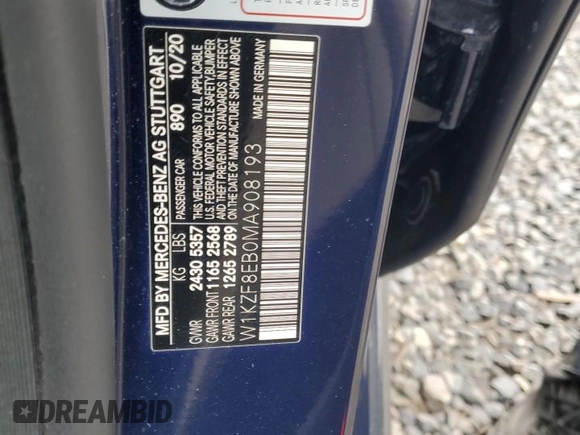 MFD BY MERCEDES-BENZ AG STUTTGART
KG LBS PASSENGER CAR 890 10/20
GVWR 2430 5357
GAWR FRONT 1165 2568
GAWR REAR 1265 2789
THIS VEHICLE CONFORMS TO ALL APPLICABLE
U.S. FEDERAL MOTOR VEHICLE SAFETY, BUMPER
AND THEFT PREVENTION STANDARDS IN EFFECT
ON THE DATE OF MANUFACTURE SHOWN ABOVE
W1KZF8EB0MA908193
MADE IN GERMANY
DREAMBID